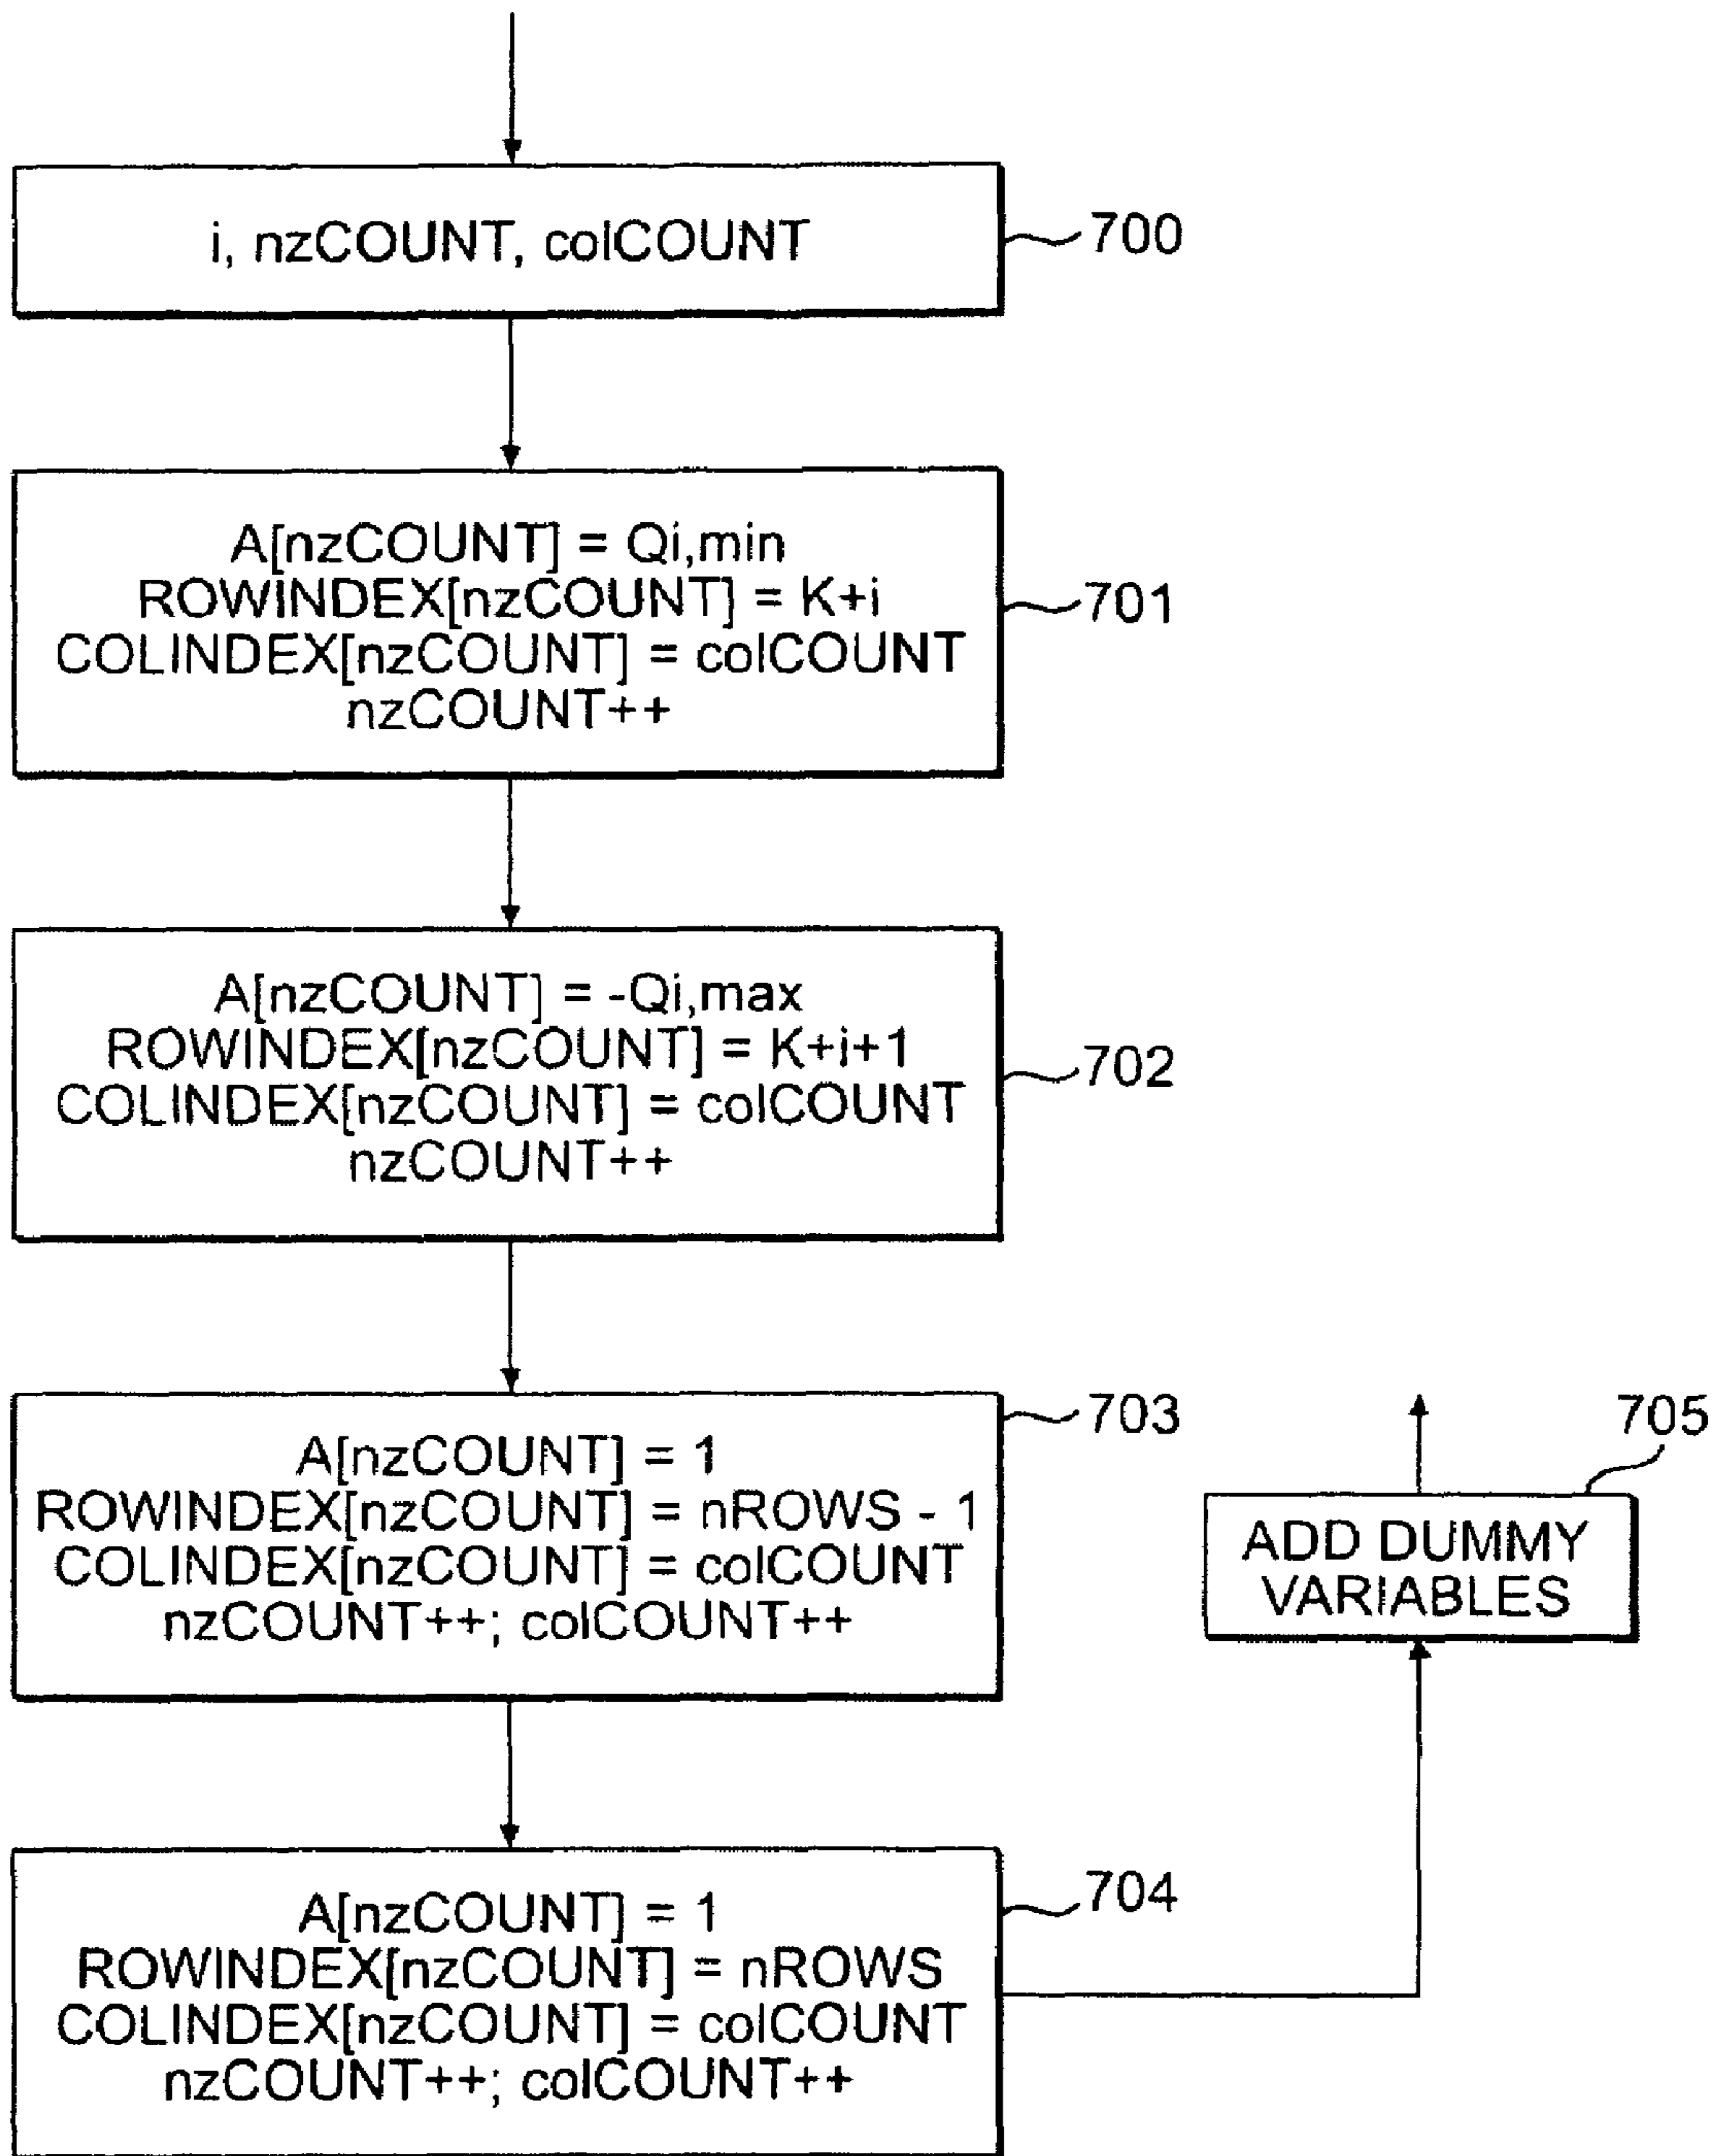 i, nzCOUNT, colCOUNT
700
A[nzCOUNT] = Qi,min
ROWINDEX[nzCOUNT] = K+i
COLINDEX[nzCOUNT] = colCOUNT
nzCOUNT++
701
A[nzCOUNT] = -Qi,max
ROWINDEX[nzCOUNT] = K+i+1
COLINDEX[nzCOUNT] = colCOUNT
nzCOUNT++
702
A[nzCOUNT] = 1
ROWINDEX[nzCOUNT] = nROWS - 1
COLINDEX[nzCOUNT] = colCOUNT
nzCOUNT++; colCOUNT++
703
A[nzCOUNT] = 1
ROWINDEX[nzCOUNT] = nROWS
COLINDEX[nzCOUNT] = colCOUNT
nzCOUNT++; colCOUNT++
704
ADD DUMMY
VARIABLES
705